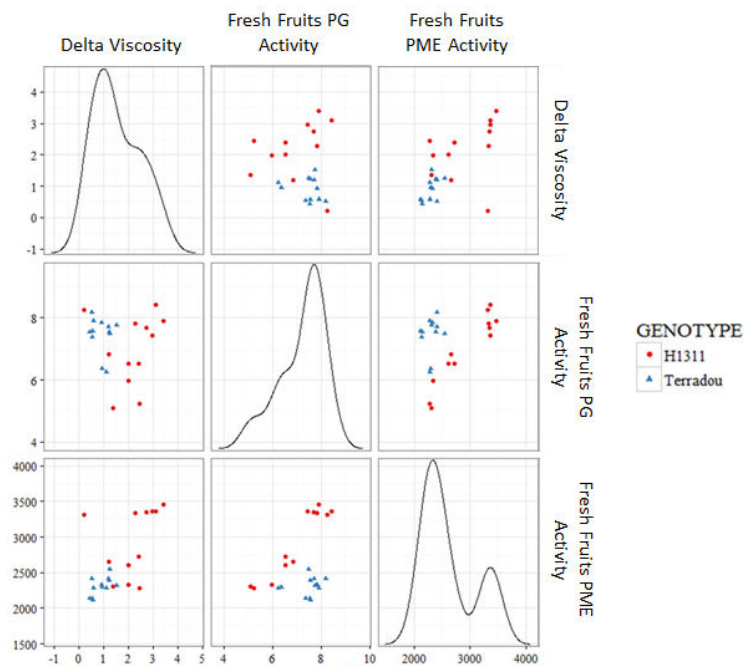 Delta Viscosity
Fresh Fruits PG
Activity
Fresh Fruits
PME Activity
4
3
2
1
0
-1
Delta Viscosity
8
6
4
Fresh Fruits PG
Activity
GENOTYPE
H1311
Terradou
4000
3500
3000
2500
2000
1500
Fresh Fruits PME
Activity
-1 0 1 2 3 4 5
4 6 8 10
2000 3000 4000